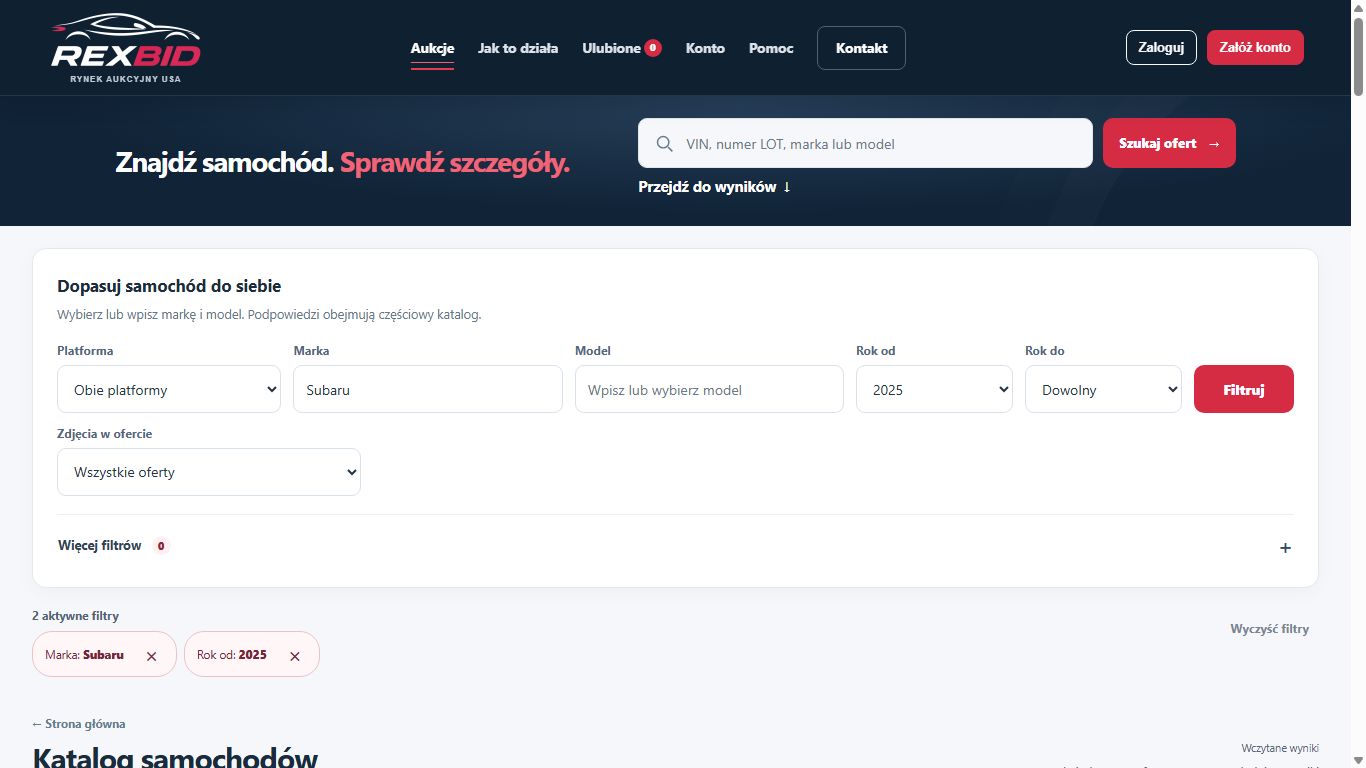 REXBID
RYNEK AUKCYJNY USA
Aukcje
Jak to działa
Ulubione 0
Konto
Pomoc
Kontakt
Zaloguj
Załóż konto
Znajdź samochód. Sprawdź szczegóły.
VIN, numer LOT, marka lub model
Szukaj ofert →
Przejdź do wyników ↓
Dopasuj samochód do siebie
Wybierz lub wpisz markę i model. Podpowiedzi obejmują częściowy katalog.
Platforma
Obie platformy
Marka
Subaru
Model
Wpisz lub wybierz model
Rok od
2025
Rok do
Dowolny
Filtruj
Zdjęcia w ofercie
Wszystkie oferty
Więcej filtrów 0
+
2 aktywne filtry
Marka: Subaru ×
Rok od: 2025 ×
Wyczyść filtry
← Strona główna
Katalog samochodów
Wczytane wyniki